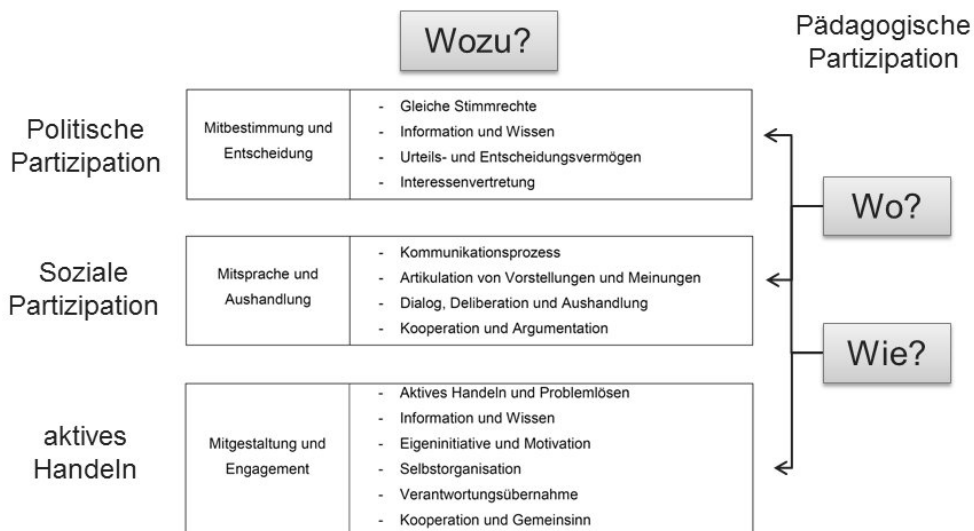 Wozu?
Pädagogische
Partizipation
Politische
Partizipation
Mitbestimmung und
Entscheidung
- Gleiche Stimmrechte
- Information und Wissen
- Urteils- und Entscheidungsvermögen
- Interessenvertretung
Wo?
Soziale
Partizipation
Mitsprache und
Aushandlung
- Kommunikationsprozess
- Artikulation von Vorstellungen und Meinungen
- Dialog, Deliberation und Aushandlung
- Kooperation und Argumentation
Wie?
aktives
Handeln
Mitgestaltung und
Engagement
- Aktives Handeln und Problemlösen
- Information und Wissen
- Eigeninitiative und Motivation
- Selbstorganisation
- Verantwortungsübernahme
- Kooperation und Gemeinsinn